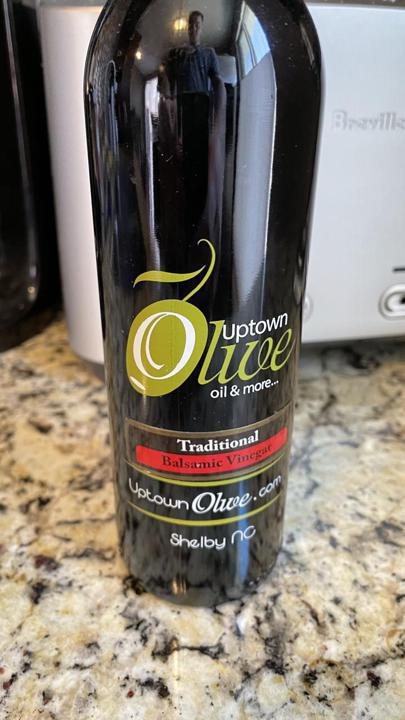 Breville
Uptown
Olive
oil & more...
Traditional
Balsamic Vinegar
UptownOlive.com
Shelby NC